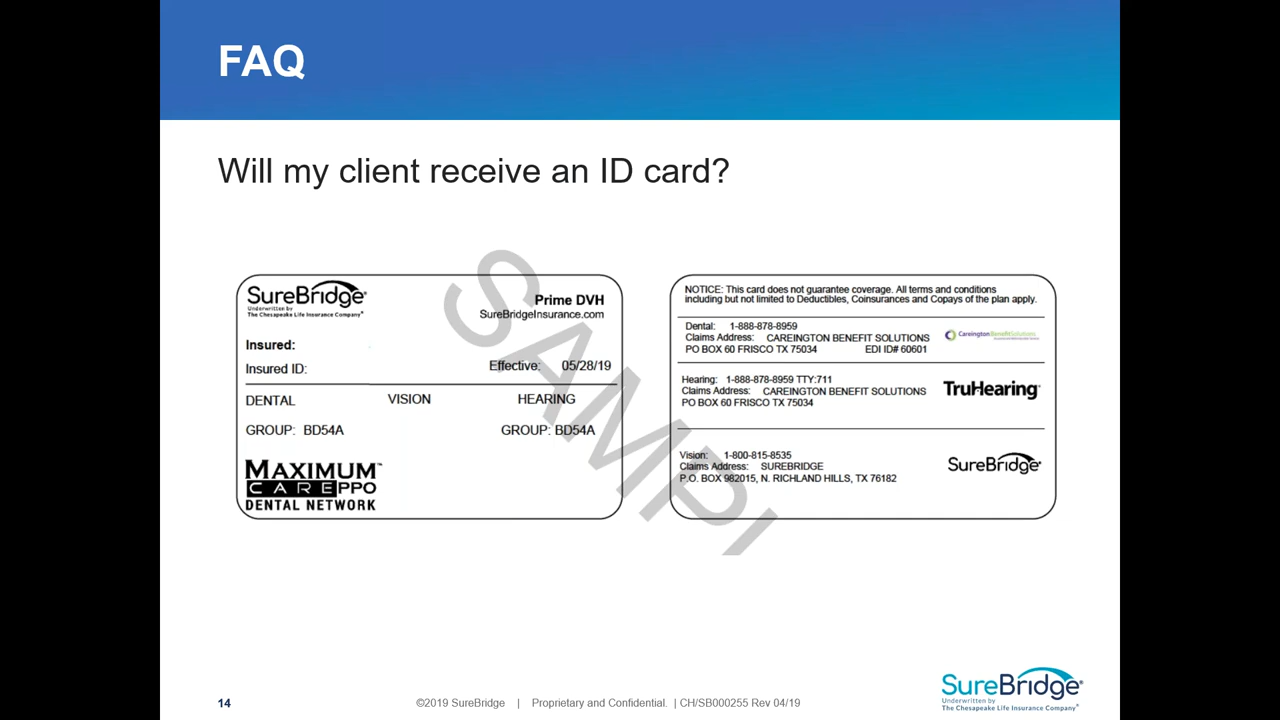 FAQ
Will my client receive an ID card?
SureBridge®
Underwritten by
The Chesapeake Life Insurance Company®
Prime DVH
SureBridgeInsurance.com
Insured:
Insured ID:
Effective: 05/28/19
DENTAL VISION HEARING
GROUP: BD54A GROUP: BD54A
MAXIMUM™
CARE PPO
DENTAL NETWORK
NOTICE: This card does not guarantee coverage. All terms and conditions
including but not limited to Deductibles, Coinsurances and Copays of the plan apply.
Dental: 1-888-878-8959
Claims Address: CAREINGTON BENEFIT SOLUTIONS
PO BOX 60 FRISCO TX 75034 EDI ID# 60601
Careington BenefitSolutions
Hearing: 1-888-878-8959 TTY:711
Claims Address: CAREINGTON BENEFIT SOLUTIONS
PO BOX 60 FRISCO TX 75034
TruHearing®
Vision: 1-800-815-8535
Claims Address: SUREBRIDGE
P.O. BOX 982015, N. RICHLAND HILLS, TX 76182
SureBridge®
SAMPL
14
©2019 SureBridge | Proprietary and Confidential. | CH/SB000255 Rev 04/19
SureBridge®
Underwritten by
The Chesapeake Life Insurance Company®